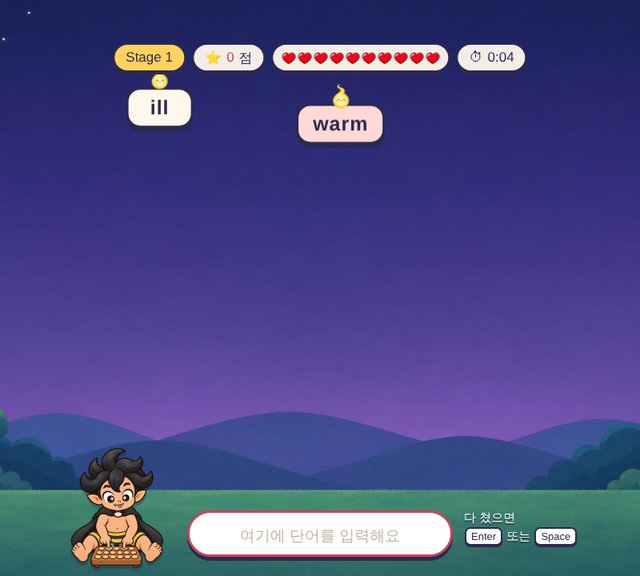 Stage 1
0 점
0:04
ill
warm
다 쳤으면
여기에 단어를 입력해요
Enter 또는 Space